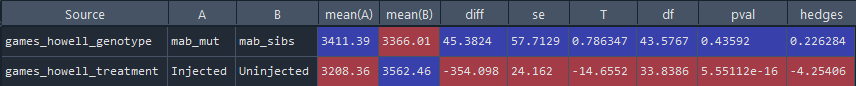 Source A B mean(A) mean(B) diff se T df pval hedges
games_howell_genotype mab_mut mab_sibs 3411.39 3366.01 45.3824 57.7129 0.786347 43.5767 0.43592 0.226284
games_howell_treatment Injected Uninjected 3208.36 3562.46 -354.098 24.162 -14.6552 33.8386 5.55112e-16 -4.25406